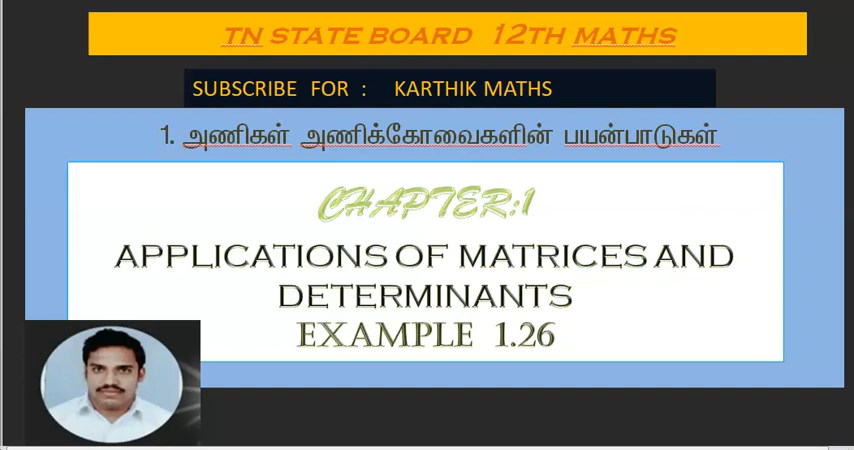 TN STATE BOARD 12TH MATHS
SUBSCRIBE FOR : KARTHIK MATHS
1. அணிகள் அணிக்கோவைகளின் பயன்பாடுகள்
CHAPTER:1
APPLICATIONS OF MATRICES AND
DETERMINANTS
EXAMPLE 1.26